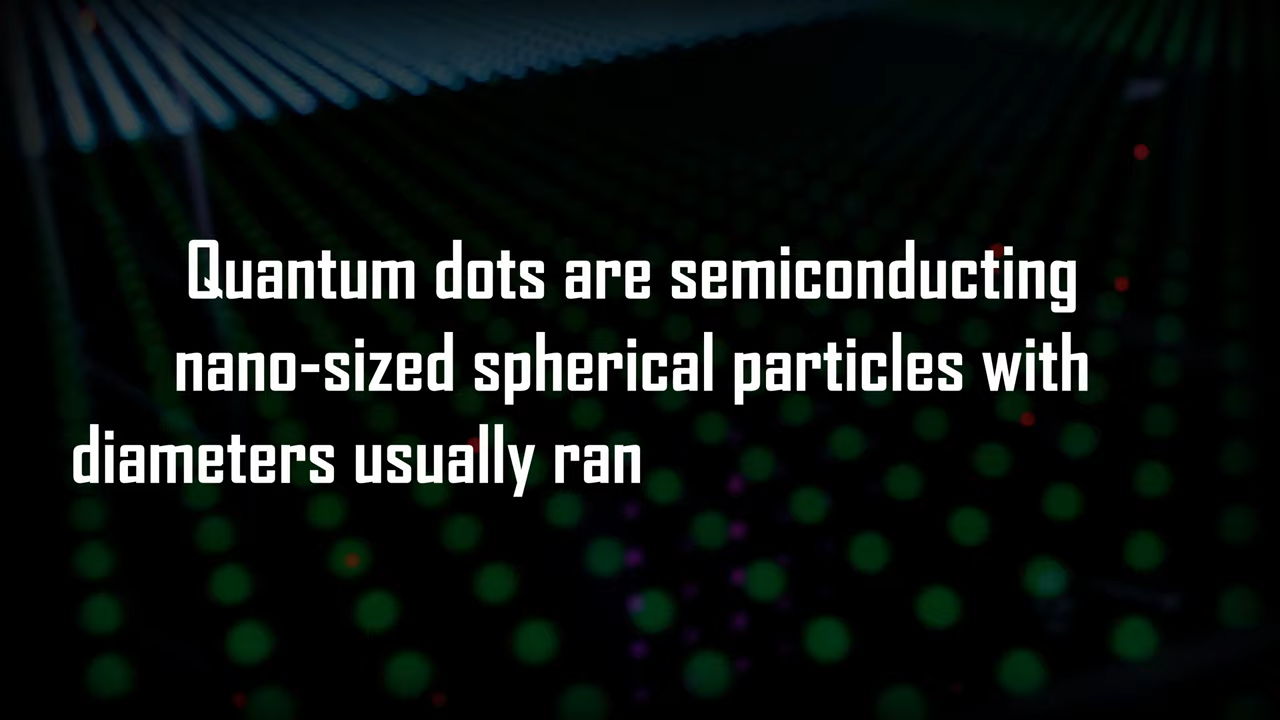 Quantum dots are semiconducting
nano-sized spherical particles with
diameters usually ran